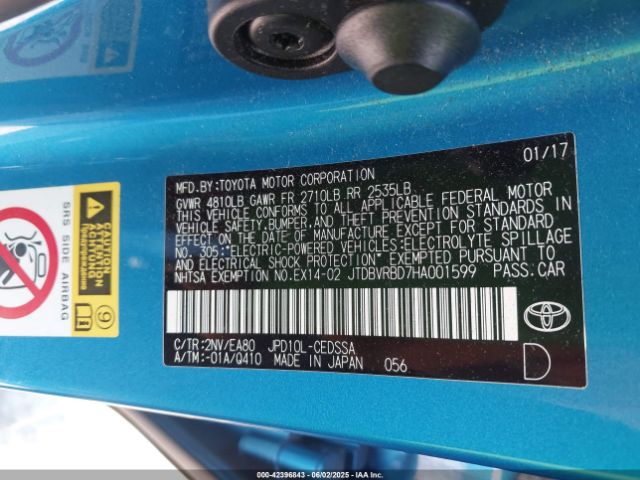 01/17
MFD.BY:TOYOTA MOTOR CORPORATION
GVWR 4810LB GAWR FR 2710LB RR 2535LB
THIS VEHICLE CONFORMS TO ALL APPLICABLE FEDERAL MOTOR
VEHICLE SAFETY,BUMPER,AND THEFT PREVENTION STANDARDS IN
EFFECT ON THE DATE OF MANUFACTURE EXCEPT FOR STANDARD
NO. 305:"ELECTRIC-POWERED VEHICLES:ELECTROLYTE SPILLAGE
AND ELECTRICAL SHOCK PROTECTION". EXEMPTED PURSUANT TO
NHTSA EXEMPTION NO.EX14-02 JTDBVRBD7HA001599 PASS.CAR
C/TR:2NV/EA80 JPD10L-CEDSSA
A/TM:-01A/Q410 MADE IN JAPAN 056
D
SRS SIDE AIRBAG
CAUTION
ACHTUNG
9
000-42396843 - 06/02/2025 - IAAI, Inc.